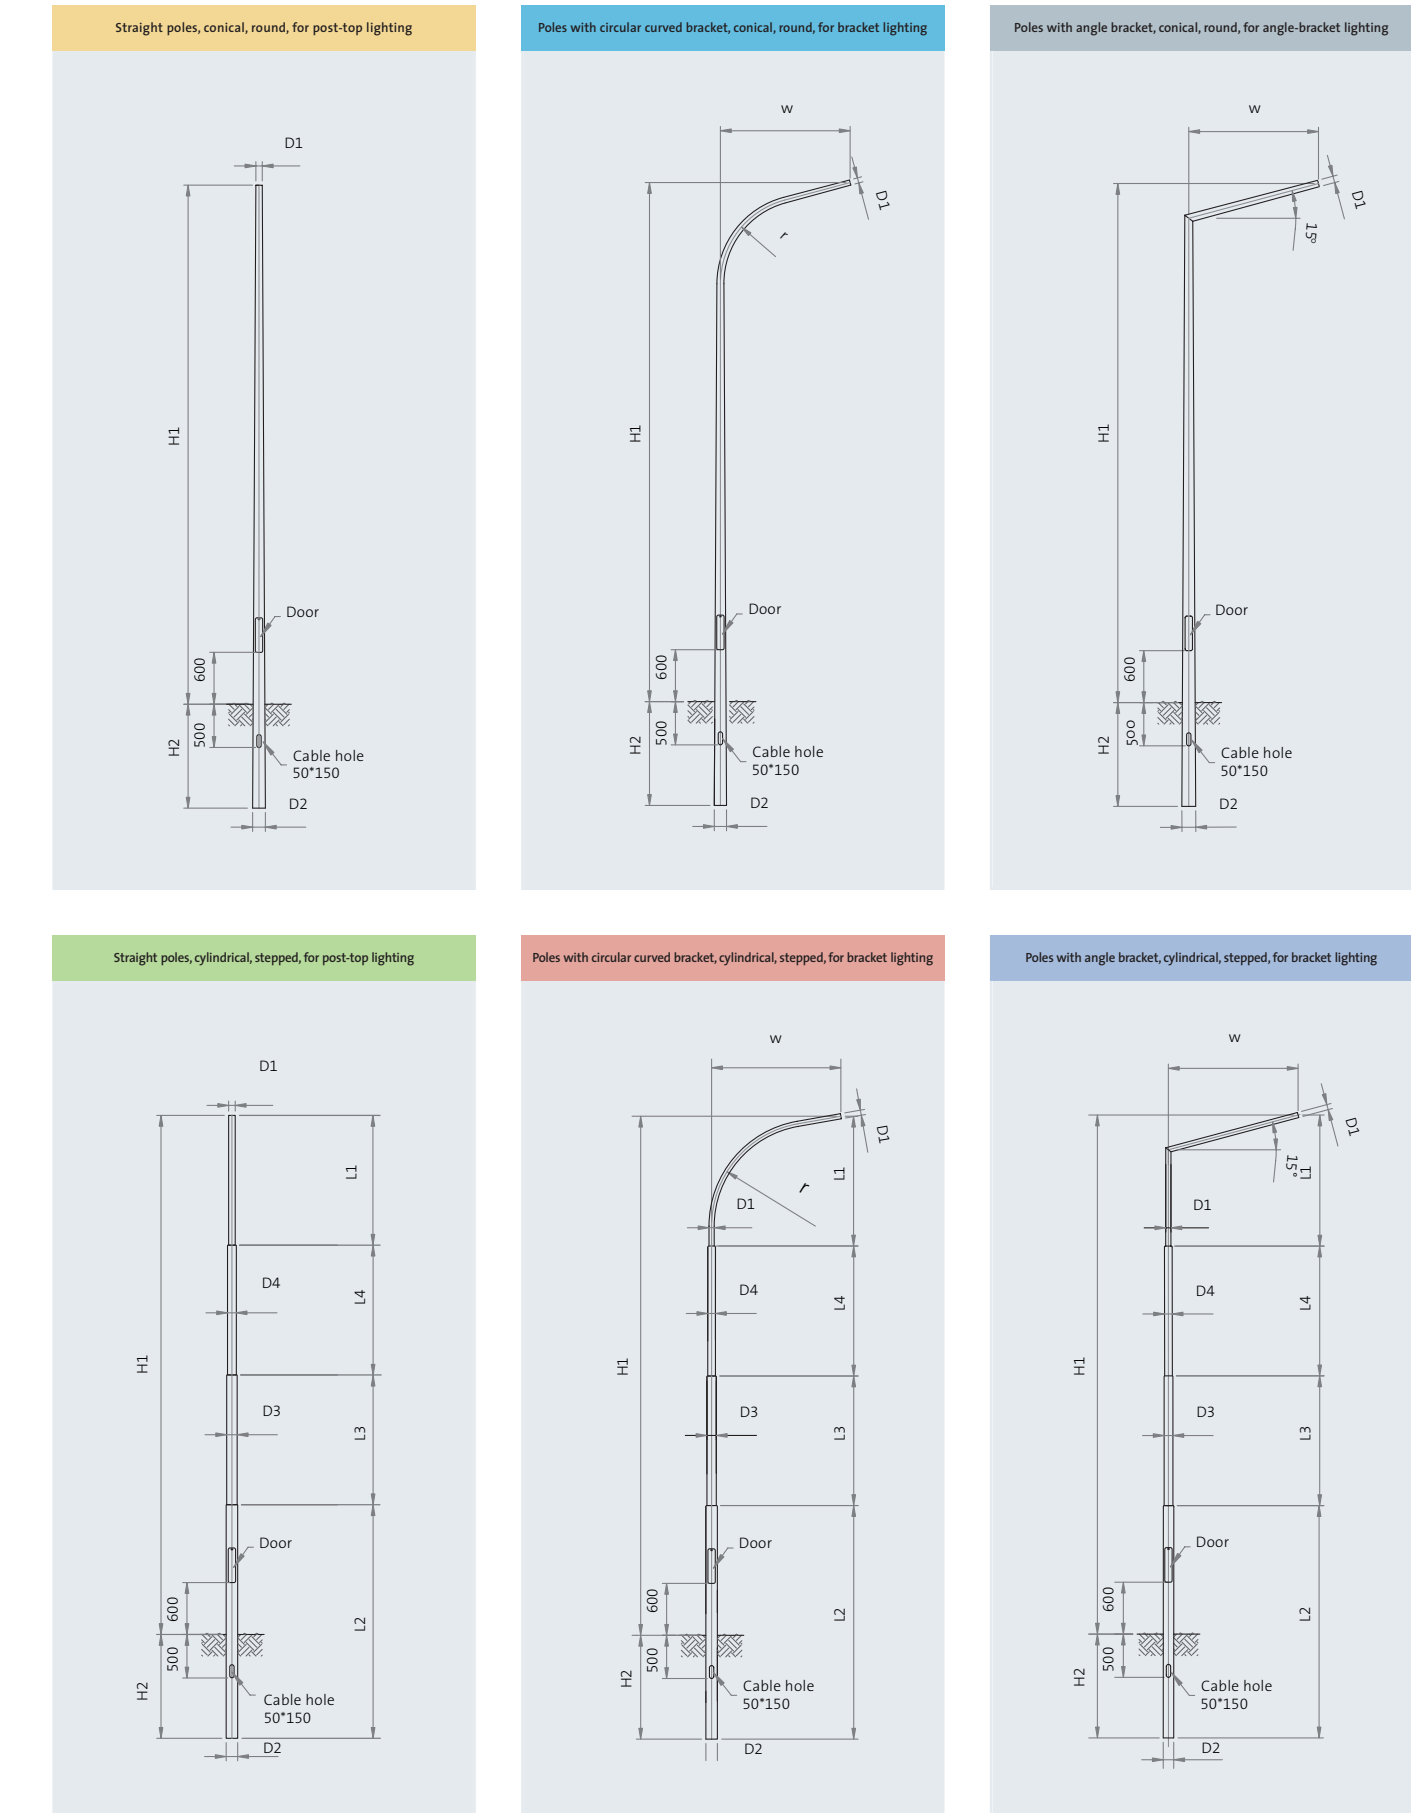 Straight poles, conical, round, for post-top lighting
D1
H1
Door
600
500
H2
Cable hole
50*150
D2
Poles with circular curved bracket, conical, round, for bracket lighting
w
D1
r
H1
Door
600
500
H2
Cable hole
50*150
D2
Poles with angle bracket, conical, round, for angle-bracket lighting
w
D1
15°
H1
Door
600
500
H2
Cable hole
50*150
D2
Straight poles, cylindrical, stepped, for post-top lighting
D1
L1
D4
L4
H1
D3
L3
Door
600
L2
500
H2
Cable hole
50*150
D2
Poles with circular curved bracket, cylindrical, stepped, for bracket lighting
w
D1
L1
r
D1
D4
L4
H1
D3
L3
Door
600
L2
500
H2
Cable hole
50*150
D2
Poles with angle bracket, cylindrical, stepped, for bracket lighting
w
D1
15°
L1
D1
D4
L4
H1
D3
L3
Door
600
L2
500
H2
Cable hole
50*150
D2